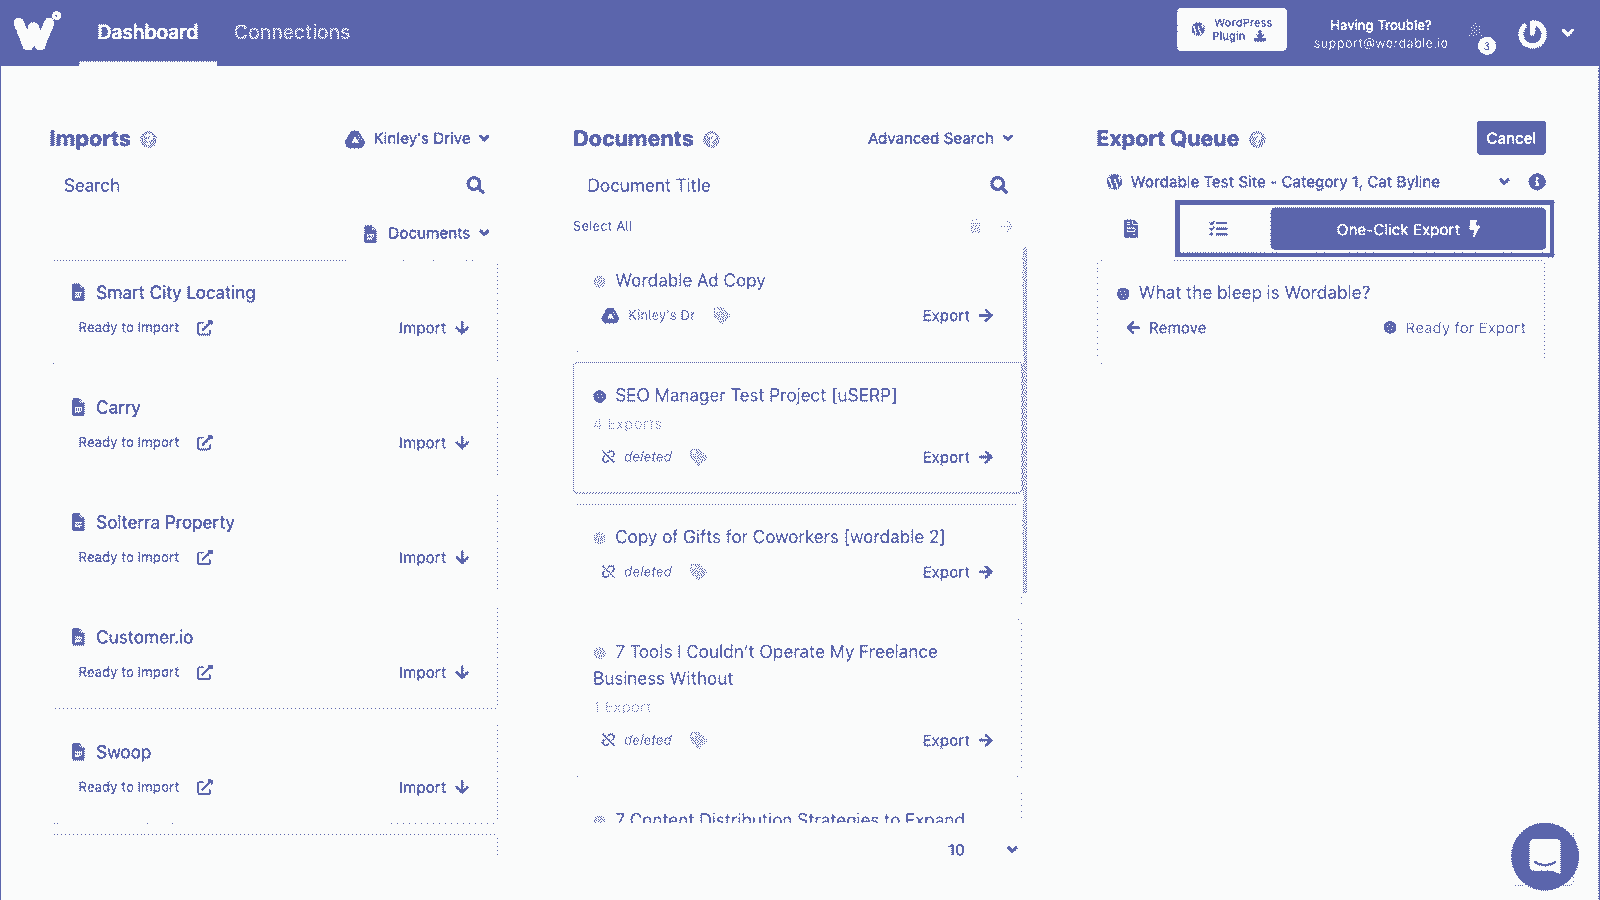 Dashboard
Connections
WordPress
Plugin
Having Trouble?
support@wordable.io
3
Imports
Kinley's Drive
Search
Documents
Smart City Locating
Ready to Import
Import
Carry
Ready to Import
Import
Solterra Property
Ready to Import
Import
Customer.io
Ready to Import
Import
Swoop
Ready to Import
Import
Documents
Advanced Search
Document Title
Select All
Wordable Ad Copy
Kinley's Dr
Export
SEO Manager Test Project [uSERP]
4 Exports
deleted
Export
Copy of Gifts for Coworkers [wordable 2]
deleted
Export
7 Tools I Couldn't Operate My Freelance
Business Without
1 Export
deleted
Export
7 Content Distribution Strategies to Expand
10
Export Queue
Cancel
Wordable Test Site - Category 1, Cat Byline
One-Click Export
What the bleep is Wordable?
Remove
Ready for Export